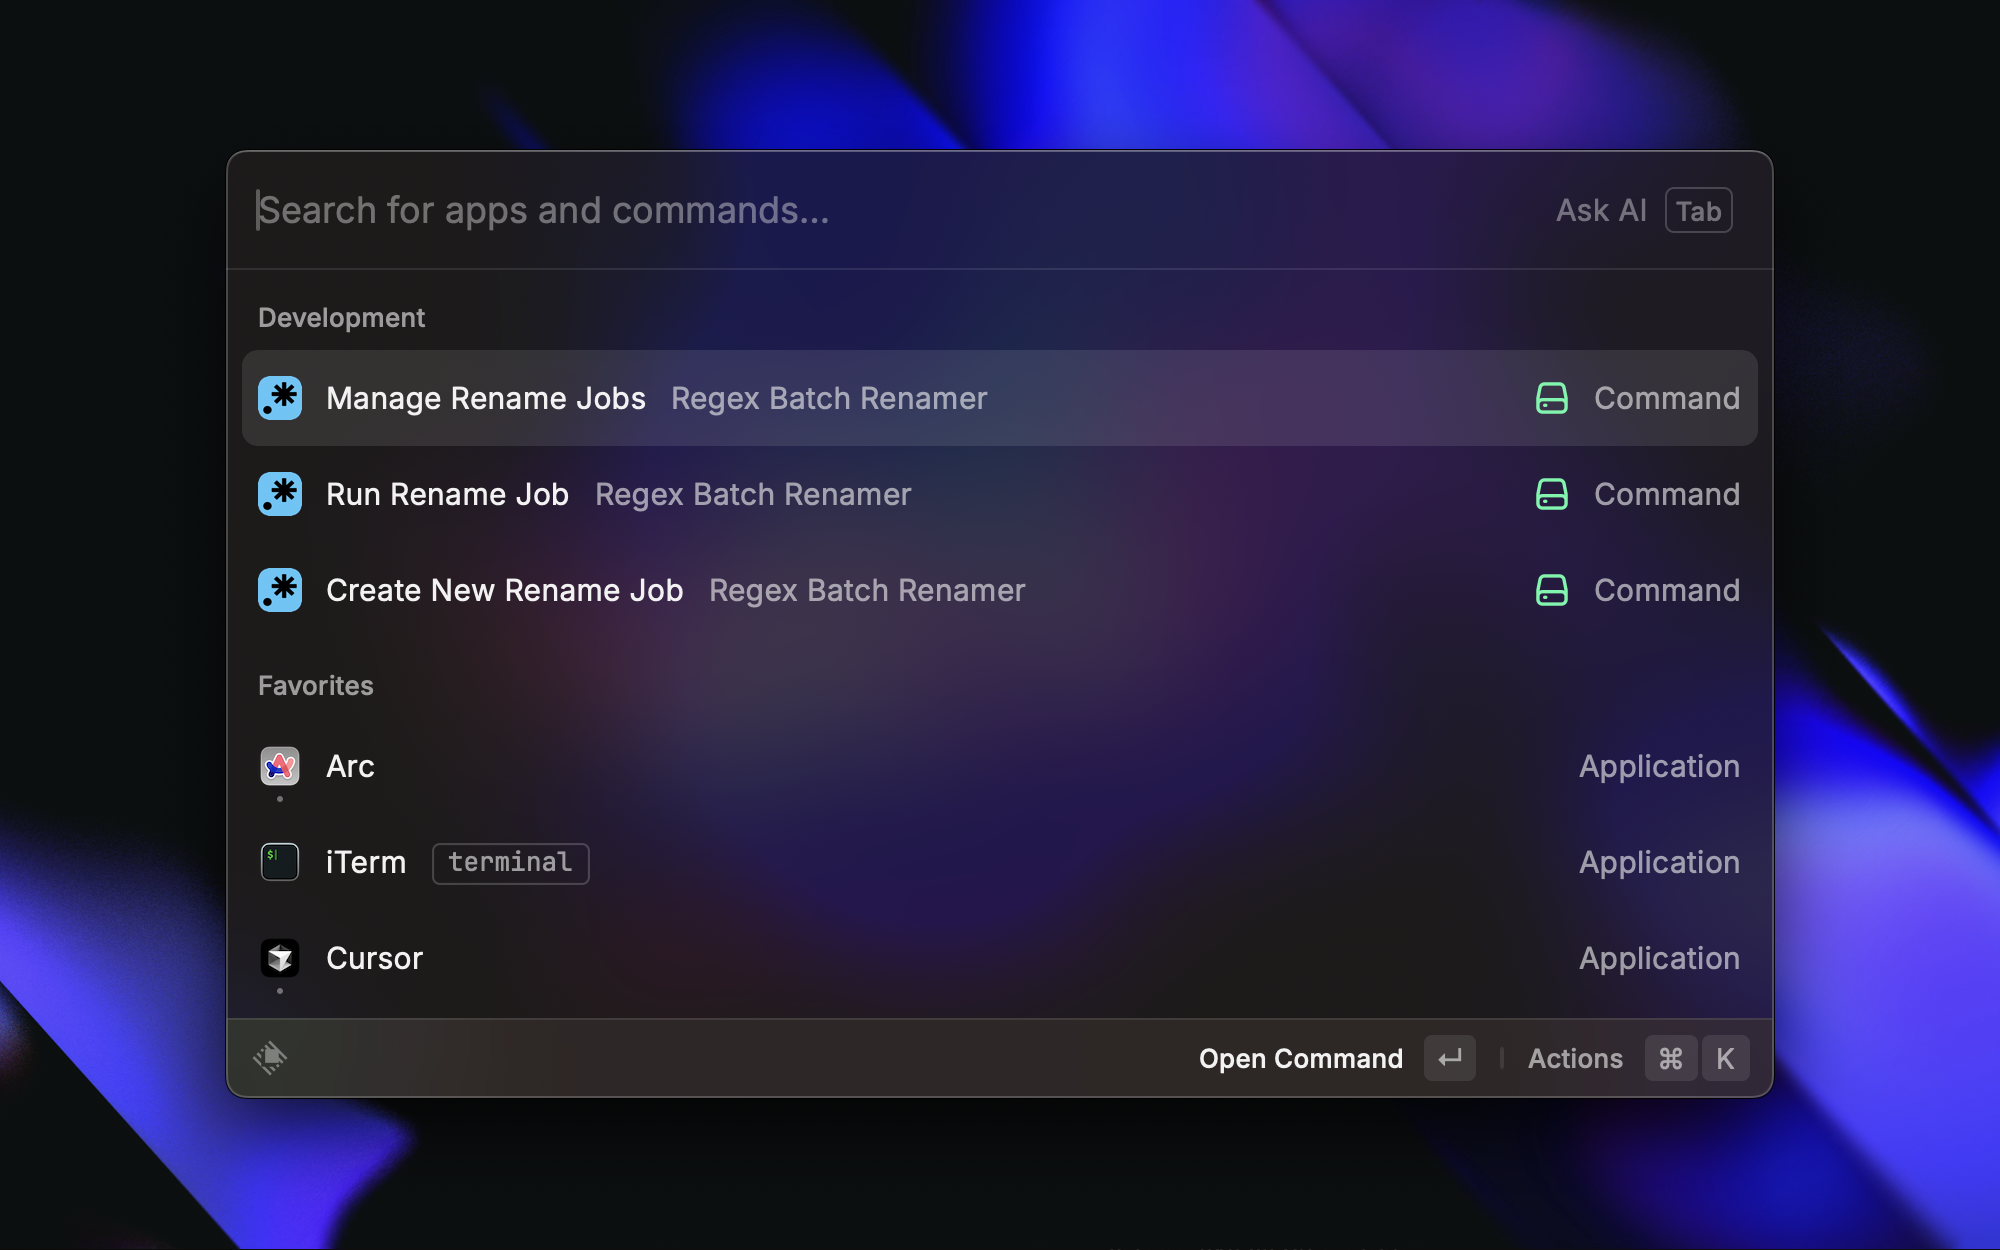 Search for apps and commands... Ask AI Tab
Development
Manage Rename Jobs Regex Batch Renamer Command
Run Rename Job Regex Batch Renamer Command
Create New Rename Job Regex Batch Renamer Command
Favorites
Arc Application
$ iTerm terminal Application
Cursor Application
Open Command ↵ Actions ⌘ K